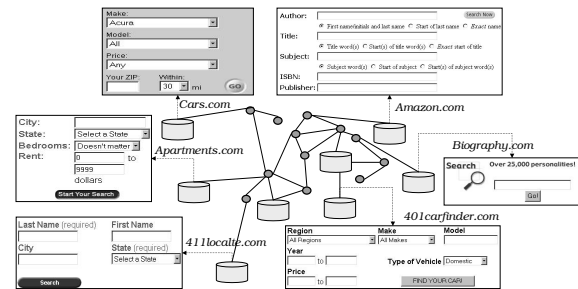 Make:
Acura
Model:
All
Price:
Any
Your ZIP: Within:
30 mi GO
Cars.com
Author: Search Now
First name/initials and last name Start of last name Exact name
Title:
Title word(s) Start(s) of title word(s) Exact start of title
Subject:
Subject word(s) Start of subject Start(s) of subject word(s)
ISBN:
Publisher:
Amazon.com
City:
State: Select a State
Bedrooms: Doesn't matter
Rent: 0 to
9999
dollars
Start Your Search
Apartments.com
Biography.com
Search Over 25,000 personalities!
Go!
Last Name (required) First Name
City State (required)
Select a State
Search
411localte.com
401carfinder.com
Region Make Model
All Regions All Makes
Year
to Type of Vehicle Domestic
Price
to FIND YOUR CAR!